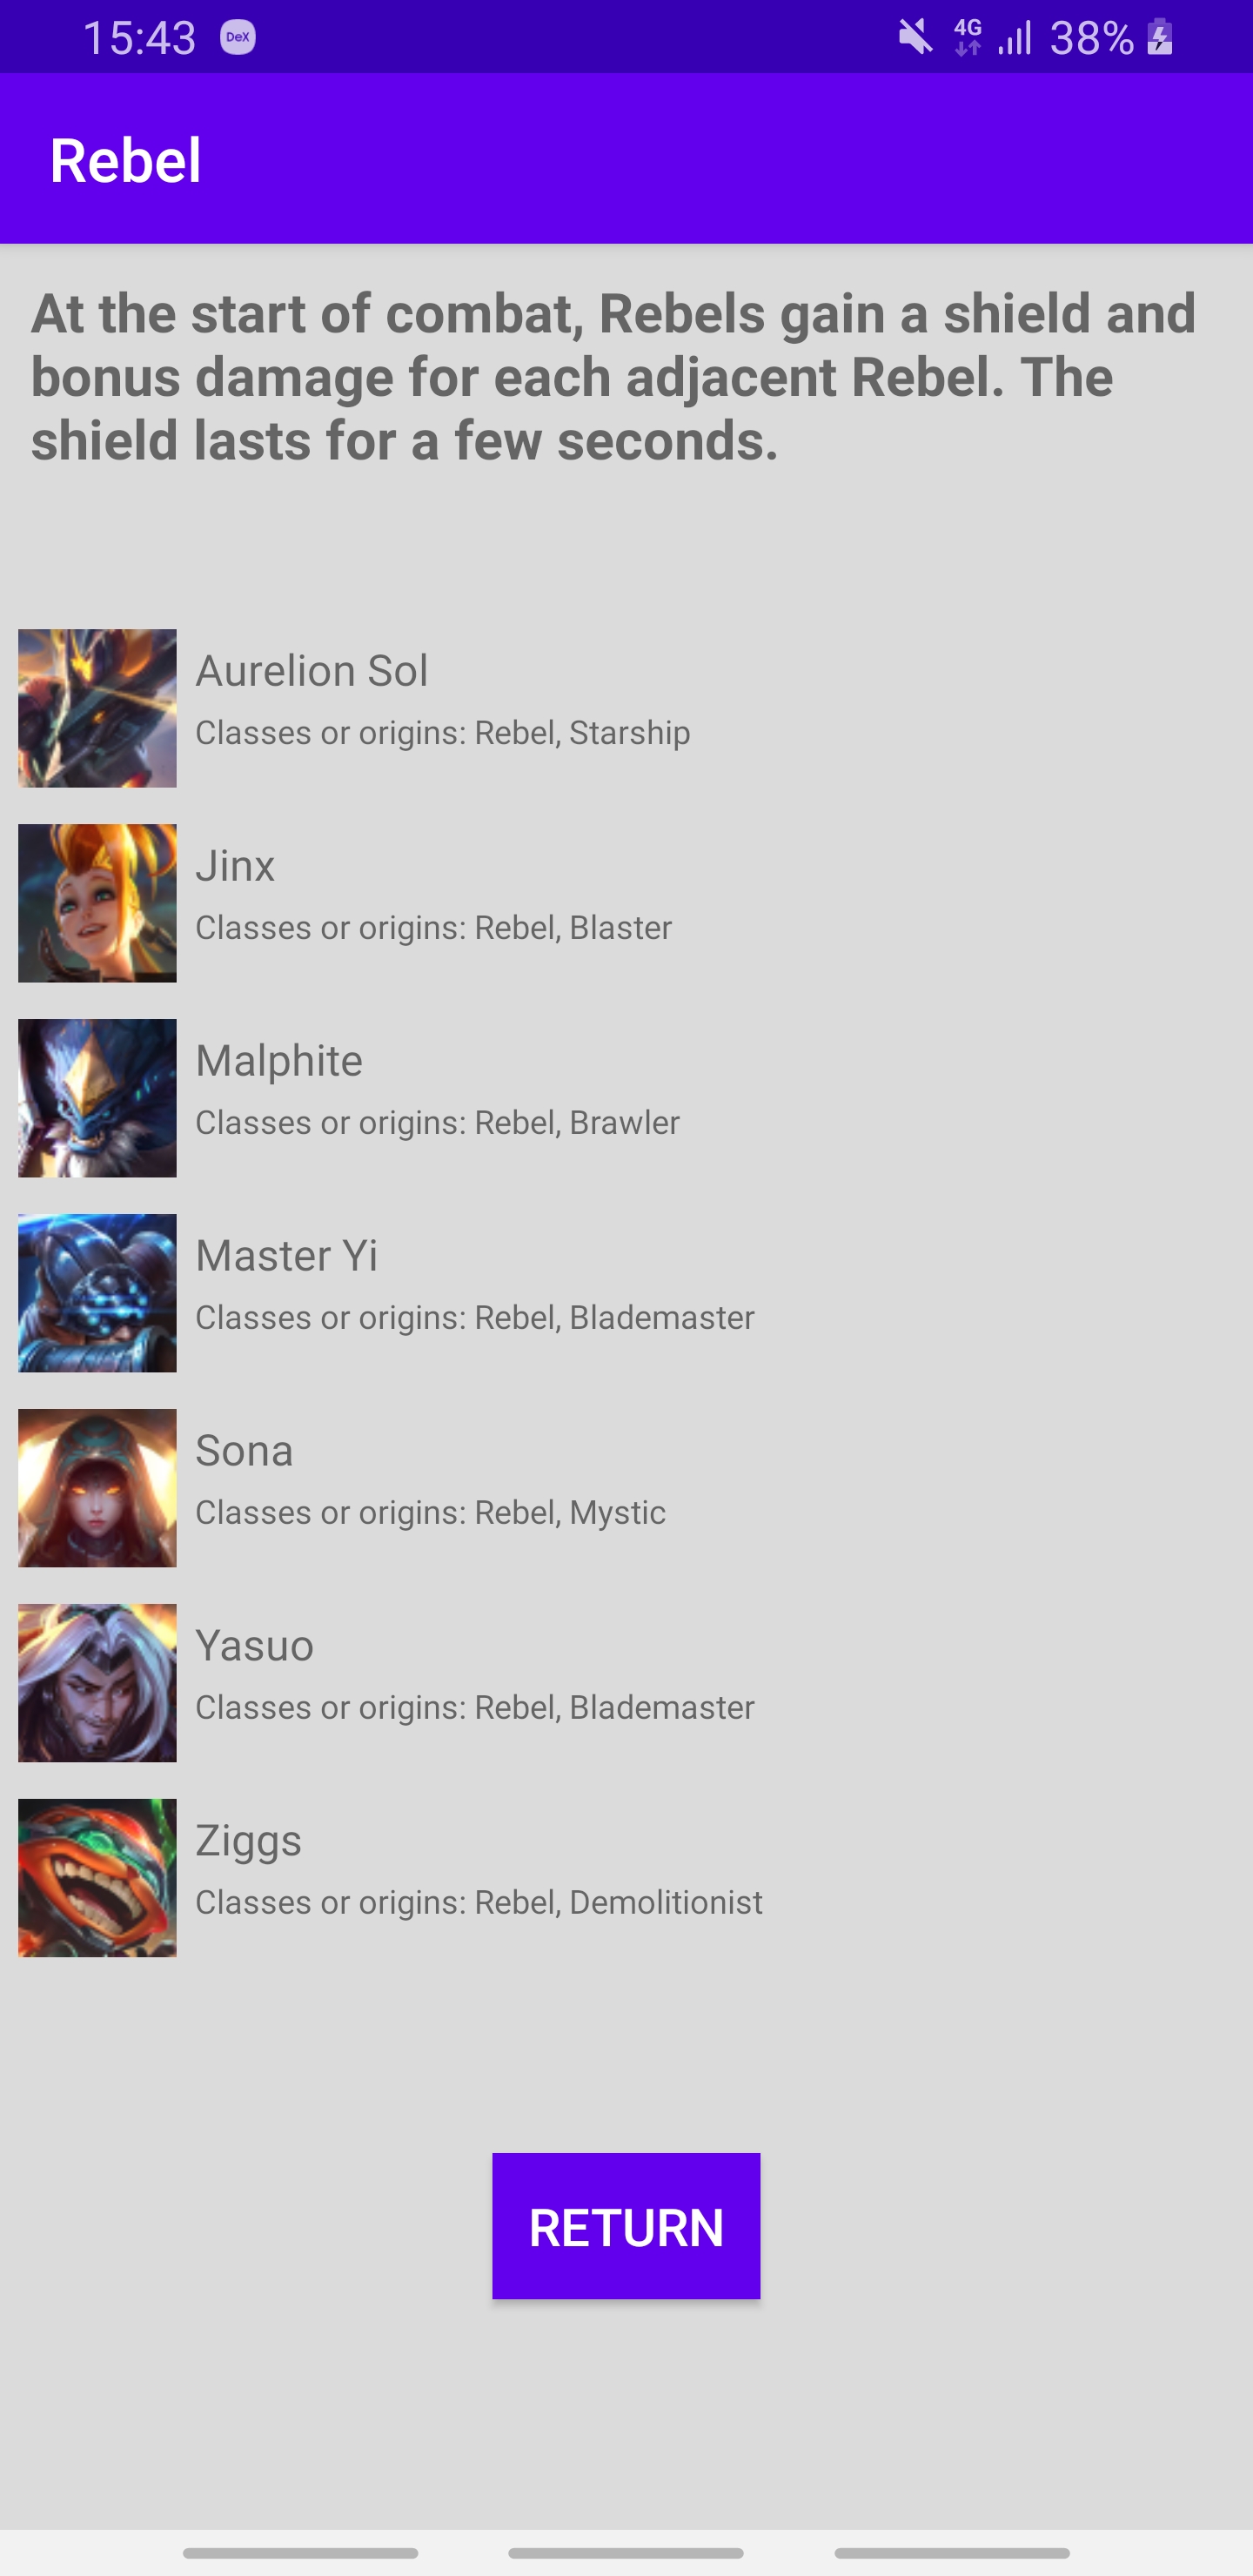 15:43 DeX 4G 38%
Rebel
At the start of combat, Rebels gain a shield and
bonus damage for each adjacent Rebel. The
shield lasts for a few seconds.
Aurelion Sol
Classes or origins: Rebel, Starship
Jinx
Classes or origins: Rebel, Blaster
Malphite
Classes or origins: Rebel, Brawler
Master Yi
Classes or origins: Rebel, Blademaster
Sona
Classes or origins: Rebel, Mystic
Yasuo
Classes or origins: Rebel, Blademaster
Ziggs
Classes or origins: Rebel, Demolitionist
RETURN